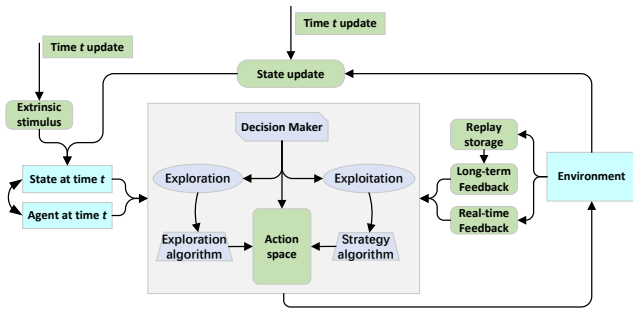 Time t update
Time t update
State update
Extrinsic
stimulus
Decision Maker
Replay
storage
Exploration
Exploitation
Long-term
Feedback
Environment
State at time t
Agent at time t
Real-time
Feedback
Exploration
algorithm
Action
space
Strategy
algorithm